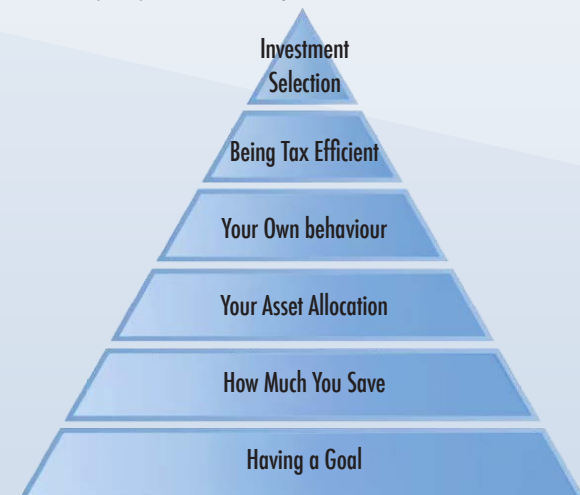 Investment
Selection
Being Tax Efficient
Your Own behaviour
Your Asset Allocation
How Much You Save
Having a Goal